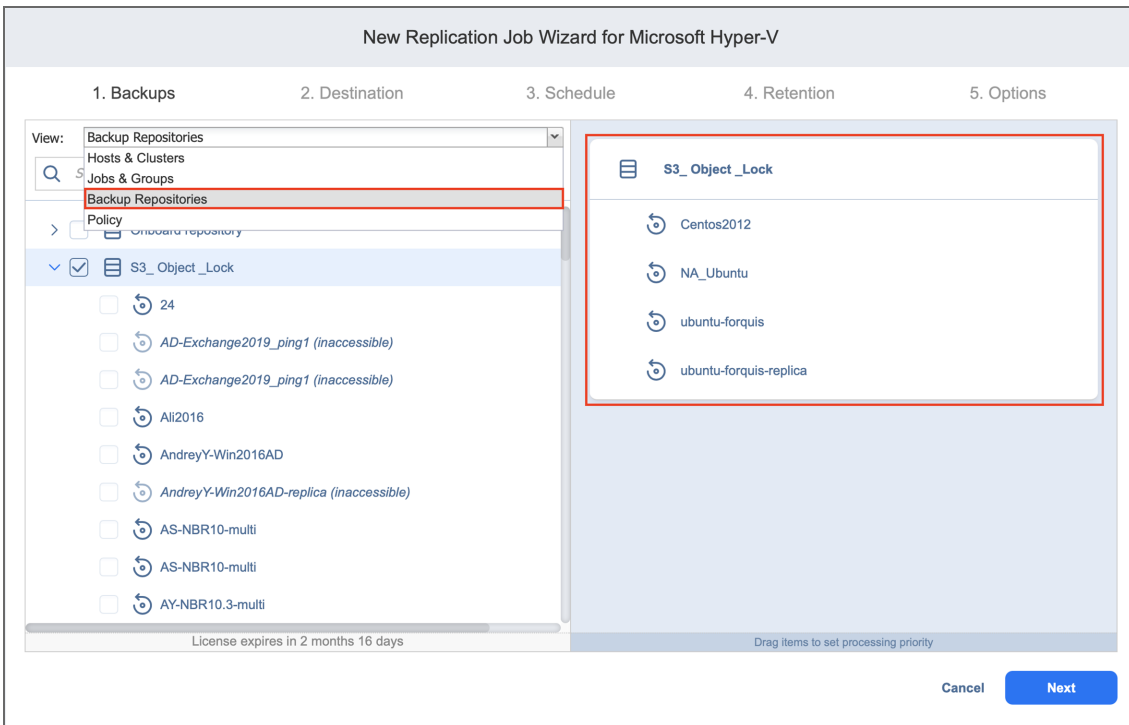 New Replication Job Wizard for Microsoft Hyper-V
1. Backups
2. Destination
3. Schedule
4. Retention
5. Options
View:
Backup Repositories
Hosts & Clusters
Jobs & Groups
Backup Repositories
Policy
Onboard repository
S3_ Object _Lock
24
AD-Exchange2019_ping1 (inaccessible)
AD-Exchange2019_ping1 (inaccessible)
Ali2016
AndreyY-Win2016AD
AndreyY-Win2016AD-replica (inaccessible)
AS-NBR10-multi
AS-NBR10-multi
AY-NBR10.3-multi
License expires in 2 months 16 days
S3_ Object _Lock
Centos2012
NA_Ubuntu
ubuntu-forquis
ubuntu-forquis-replica
Drag items to set processing priority
Cancel
Next